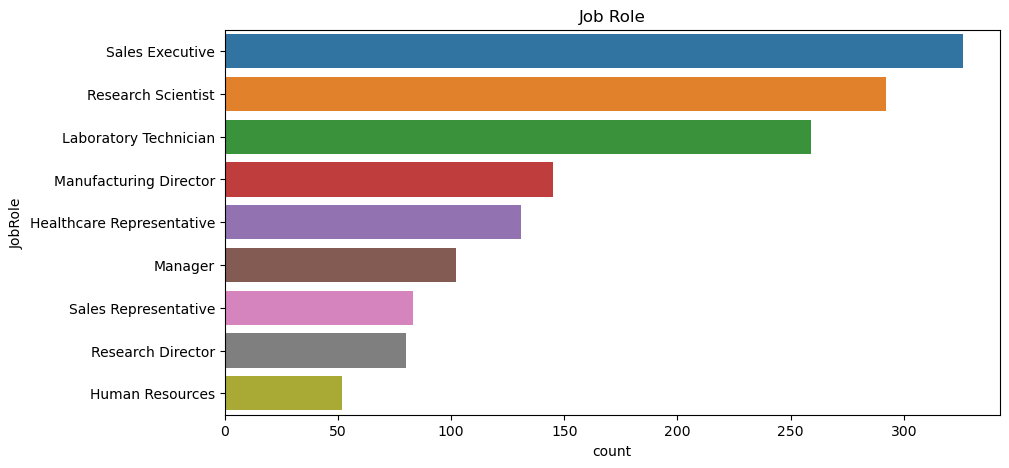 Job Role
JobRole
Sales Executive
Research Scientist
Laboratory Technician
Manufacturing Director
Healthcare Representative
Manager
Sales Representative
Research Director
Human Resources
0 50 100 150 200 250 300
count